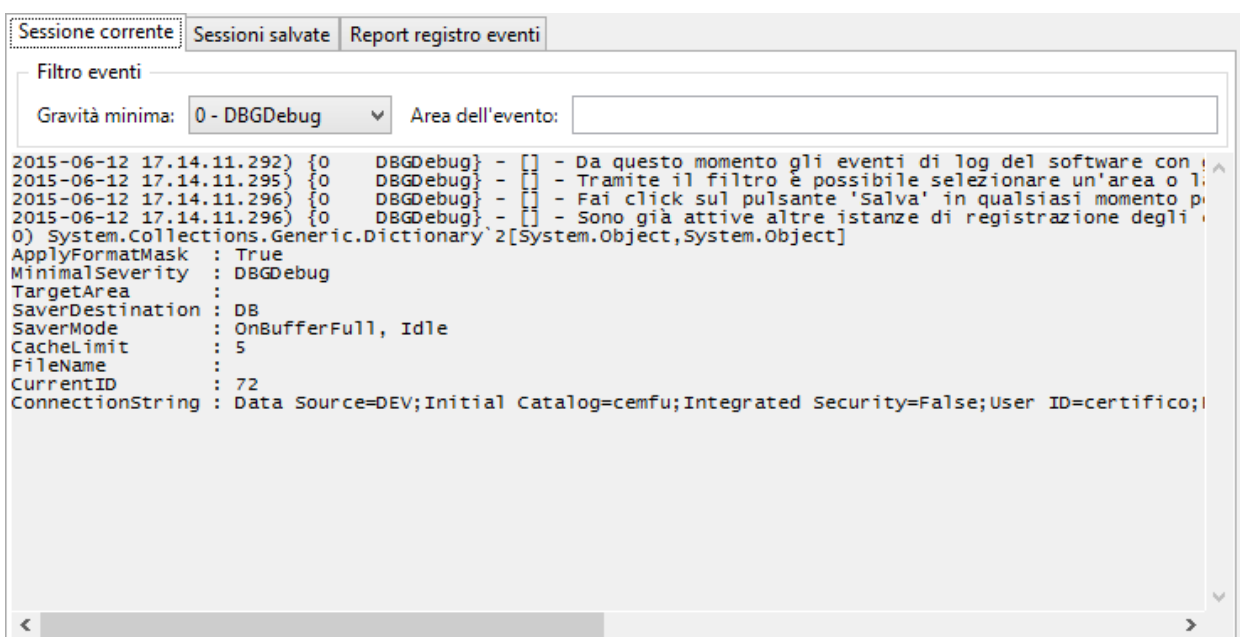 Sessione corrente Sessioni salvate Report registro eventi
Filtro eventi
Gravità minima: 0 - DBGDebug Area dell'evento:
2015-06-12 17.14.11.292) {0 DBGDebug} - [] - Da questo momento gli eventi di log del software con
2015-06-12 17.14.11.295) {0 DBGDebug} - [] - Tramite il filtro è possibile selezionare un'area o
2015-06-12 17.14.11.296) {0 DBGDebug} - [] - Fai click sul pulsante 'Salva' in qualsiasi momento
2015-06-12 17.14.11.296) {0 DBGDebug} - [] - Sono già attive altre istanze di registrazione degli
0) System.Collections.Generic.Dictionary`2[System.Object,System.Object]
ApplyFormatMask : True
MinimalSeverity : DBGDebug
TargetArea :
SaverDestination : DB
SaverMode : OnBufferFull, Idle
CacheLimit : 5
FileName :
CurrentID : 72
ConnectionString : Data Source=DEV;Initial Catalog=cemfu;Integrated Security=False;User ID=certifico;